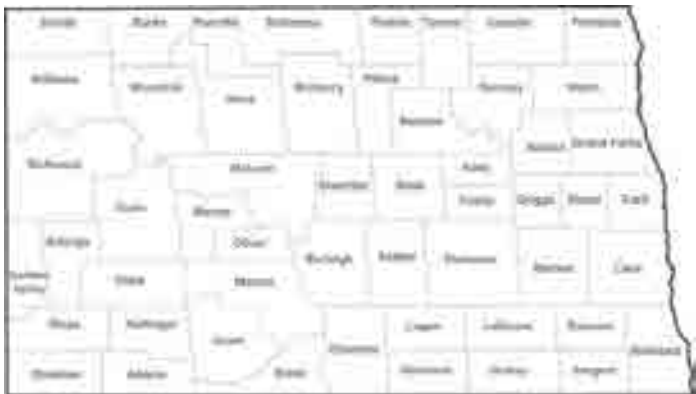 Divide Burke Renville Bottineau Rolette Towner Cavalier Pembina
Williams Mountrail Ward McHenry Pierce Ramsey Walsh
Benson
Nelson Grand Forks
McKenzie McLean Sheridan Wells Eddy
Dunn Mercer Foster Griggs Steele Traill
Billings Oliver Burleigh Kidder Stutsman Barnes Cass
Golden
Valley
Stark Morton
Slope Hettinger Grant Emmons Logan LaMoure Ransom Richland
Bowman Adams Sioux McIntosh Dickey Sargent